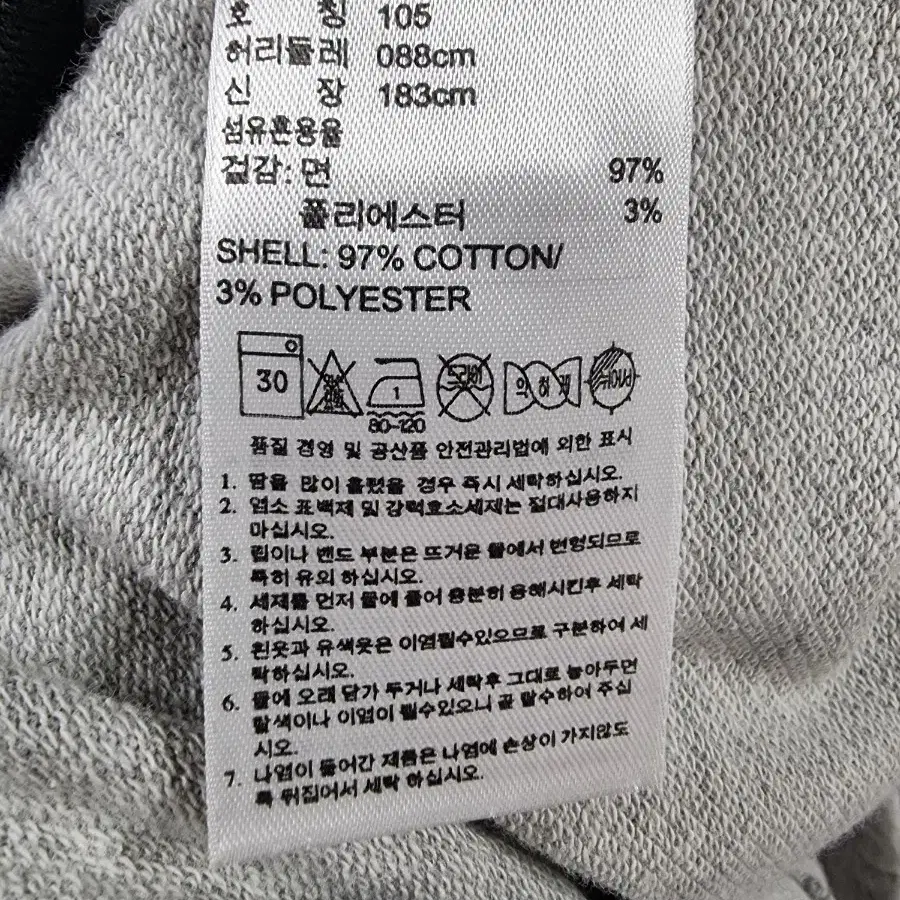 호 칭 105
허리둘레 088cm
신 장 183cm
섬유혼용율
겉감: 면 97%
폴리에스터 3%
SHELL: 97% COTTON/
3% POLYESTER
30
1
80-120
드라이
약하게
품질 경영 및 공산품 안전관리법에 의한 표시
1. 땀을 많이 흘렸을 경우 즉시 세탁하십시오.
2. 염소 표백제 및 강력효소세제는 절대사용하지
마십시오.
3. 립이나 밴드 부분은 뜨거운 물에서 변형되므로
특히 유의 하십시오.
4. 세제를 먼저 물에 풀어 충분히 용해시킨후 세탁
하십시오.
5. 흰옷과 유색옷은 이염될수있으므로 구분하여 세
탁하십시오.
6. 물에 오래 담가 두거나 세탁후 그대로 놓아두면
탈색이나 이염이 될수있으니 곧 탈수하여 주십
시오.
7. 나염이 들어간 제품은 나염에 손상이 가지않도
록 뒤집어서 세탁 하십시오.